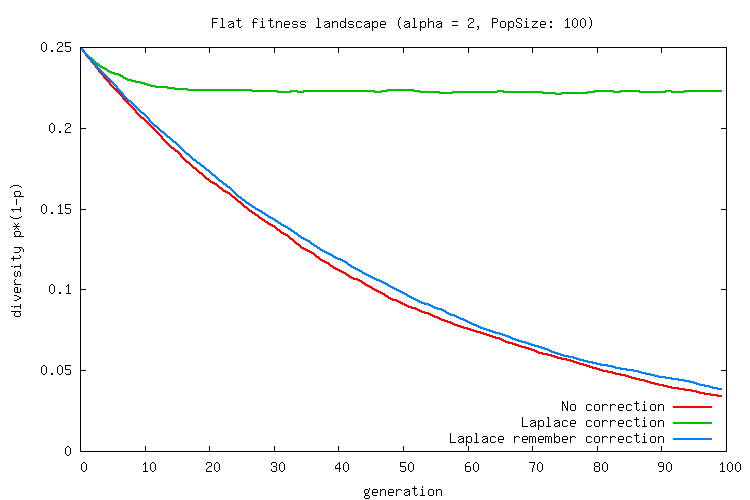 Flat fitness landscape (alpha = 2, PopSize: 100)
0.25
0.2
0.15
0.1
0.05
0
diversity p*(1-p)
No correction
Laplace correction
Laplace remember correction
0 10 20 30 40 50 60 70 80 90 100
generation